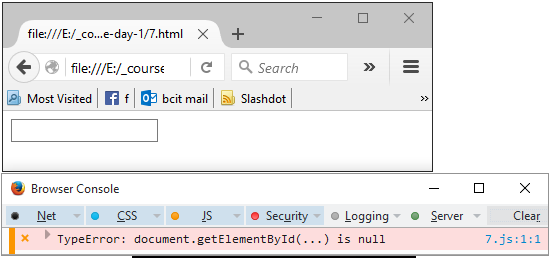 file:///E:/_co...e-day-1/7.html
file:///E:/_course
Search
Most Visited f bcit mail Slashdot
Browser Console
Net CSS JS Security Logging Server Clear
TypeError: document.getElementById(...) is null 7.js:1:1